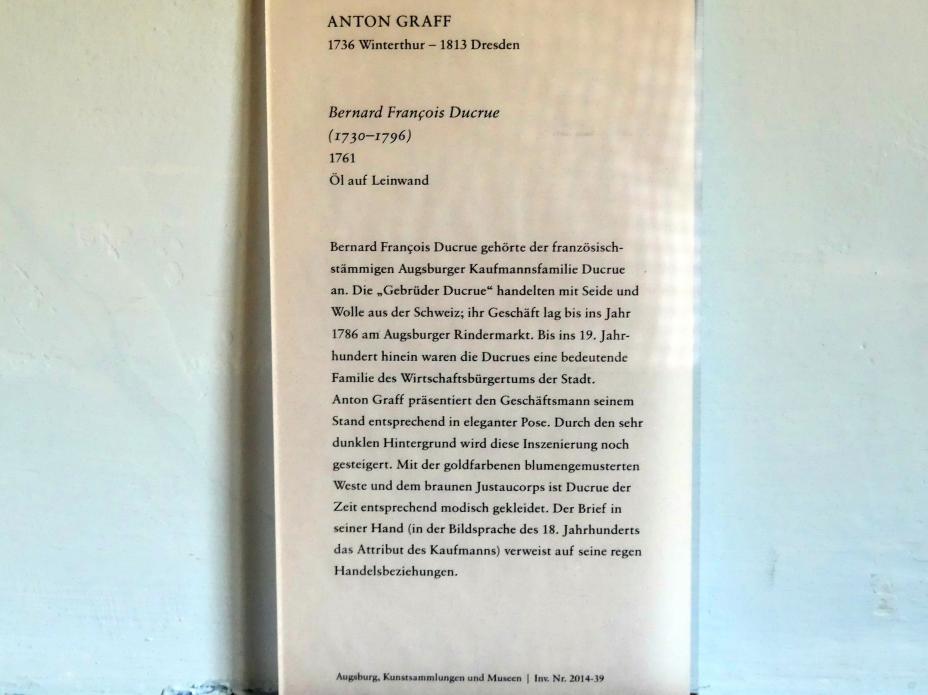 ANTON GRAFF
1736 Winterthur – 1813 Dresden
Bernard François Ducrue
(1730–1796)
1761
Öl auf Leinwand
Bernard François Ducrue gehörte der französisch-
stämmigen Augsburger Kaufmannsfamilie Ducrue
an. Die „Gebrüder Ducrue“ handelten mit Seide und
Wolle aus der Schweiz; ihr Geschäft lag bis ins Jahr
1786 am Augsburger Rindermarkt. Bis ins 19. Jahr-
hundert hinein waren die Ducrues eine bedeutende
Familie des Wirtschaftsbürgertums der Stadt.
Anton Graff präsentiert den Geschäftsmann seinem
Stand entsprechend in eleganter Pose. Durch den sehr
dunklen Hintergrund wird diese Inszenierung noch
gesteigert. Mit der goldfarbenen blumengemusterten
Weste und dem braunen Justaucorps ist Ducrue der
Zeit entsprechend modisch gekleidet. Der Brief in
seiner Hand (in der Bildsprache des 18. Jahrhunderts
das Attribut des Kaufmanns) verweist auf seine regen
Handelsbeziehungen.
Augsburg, Kunstsammlungen und Museen | Inv. Nr. 2014-39